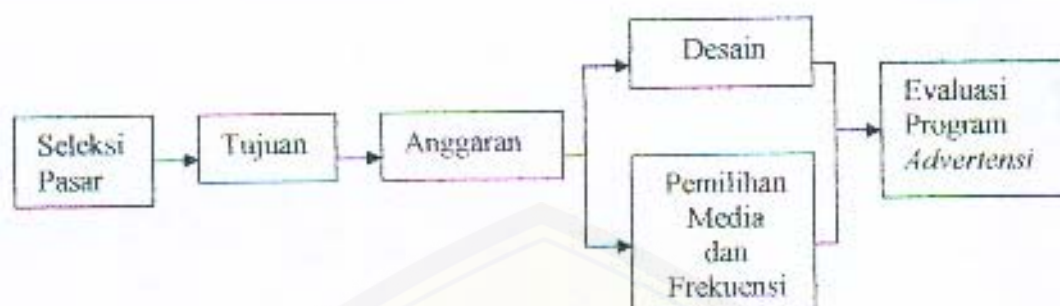 Seleksi
Pasar
Tujuan
Anggaran
Desain
Pemilihan
Media
dan
Frekuensi
Evaluasi
Program
Advertensi